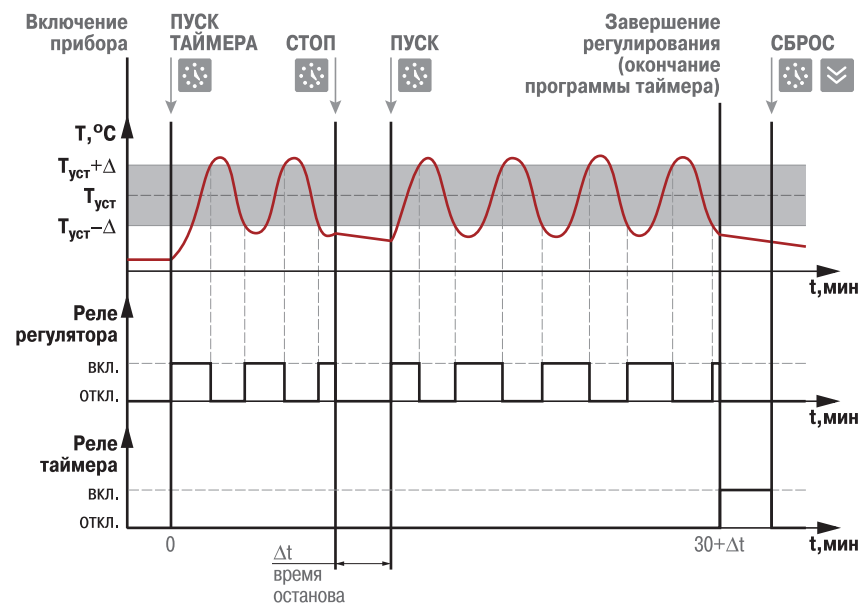 Включение
прибора
ПУСК
ТАЙМЕРА
СТОП
ПУСК
Завершение
регулирования
(окончание
программы таймера)
СБРОС
T,°C
Tуст+Δ
Tуст
Tуст−Δ
t,мин
Реле
регулятора
ВКЛ.
ОТКЛ.
t,мин
Реле
таймера
ВКЛ.
ОТКЛ.
0
30+Δt
t,мин
Δt
время
останова